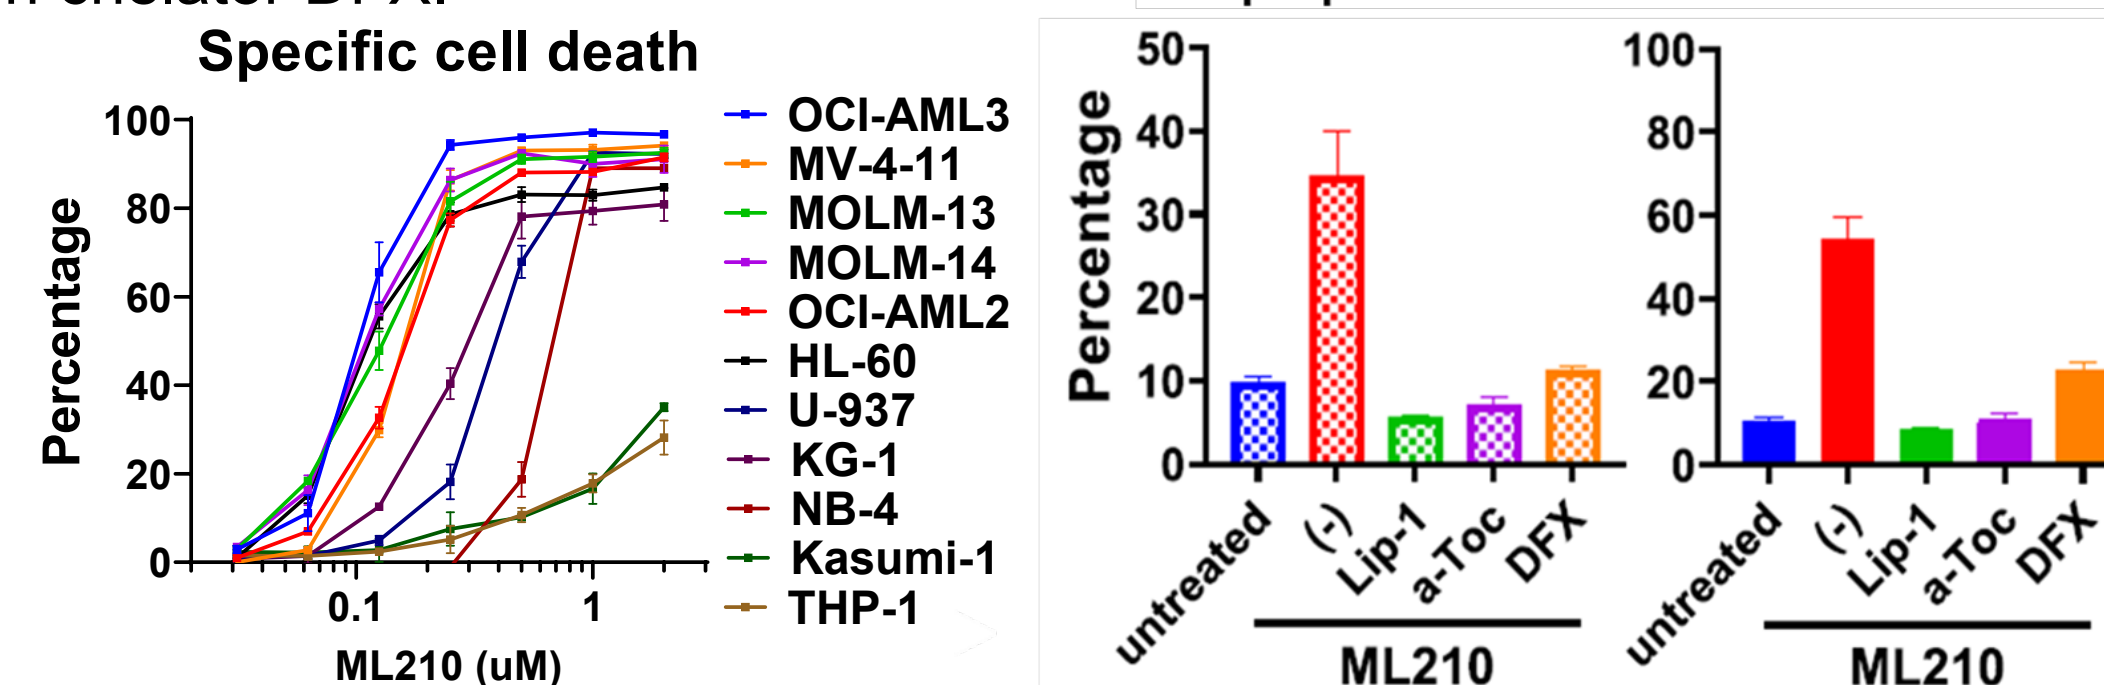 chelator DFX.
Specific cell death
Percentage
100
80
60
40
20
0
0.1
1
ML210 (uM)
OCI-AML3
MV-4-11
MOLM-13
MOLM-14
OCI-AML2
HL-60
U-937
KG-1
NB-4
Kasumi-1
THP-1
Percentage
50
40
30
20
10
0
untreated
(-)
Lip-1
a-Toc
DFX
ML210
100
80
60
40
20
0
untreated
(-)
Lip-1
a-Toc
DFX
ML210